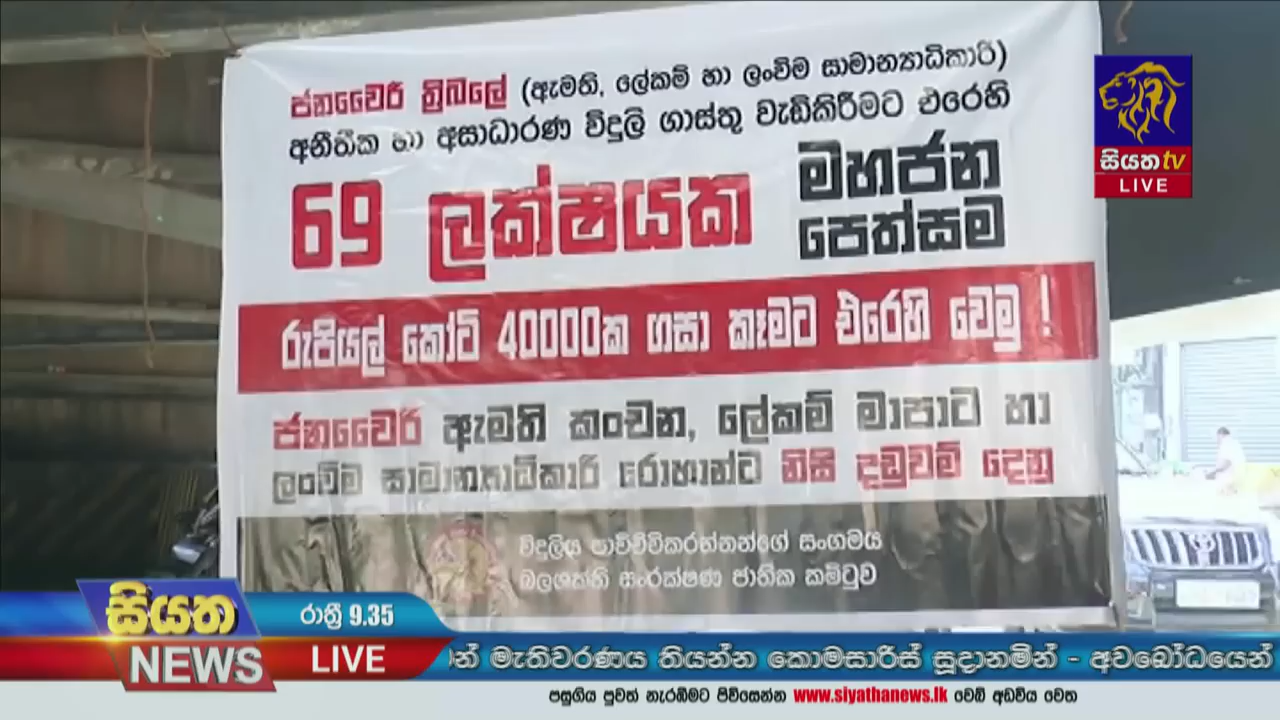 ජනවෛරී ත්‍රිබලේ (ඇමති, ලේකම් හා ලංවිම සාමාන්‍යාධිකාරි)
අනීතික හා අසාධාරණ විදුලි ගාස්තු වැඩිකිරීමට එරෙහි
69 ලක්ෂයක මහජන පෙත්සම
රුපියල් කෝටි 40000ක ගසා කෑමට එරෙහි වෙමු !
ජනවෛරී ඇමති කංචන, ලේකම් මාපාට හා
ලංවිම සාමාන්‍යාධිකාරී රොහාන්ට නිසි දඩුවම් දෙනු
විදුලිය පාවිච්චිකරන්නන්ගේ සංගමය
බලශක්ති සංරක්ෂණ ජාතික කමිටුව
සියත tv
LIVE
සියත
NEWS
රාත්‍රී 9.35
LIVE
මැතිවරණය තියන්න කොමසාරිස් සූදානමින් - අවබෝධයෙන්
පසුගිය පුවත් නැරඹීමට පිවිසෙන්න www.siyathanews.lk වෙබ් අඩවිය වෙත